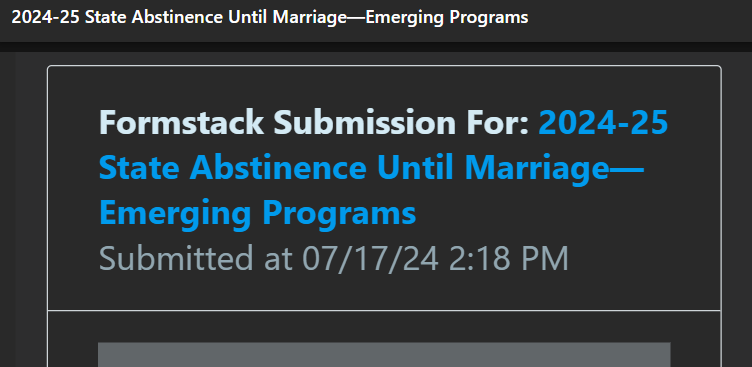 2024-25 State Abstinence Until Marriage—Emerging Programs
Formstack Submission For: 2024-25
State Abstinence Until Marriage—
Emerging Programs
Submitted at 07/17/24 2:18 PM